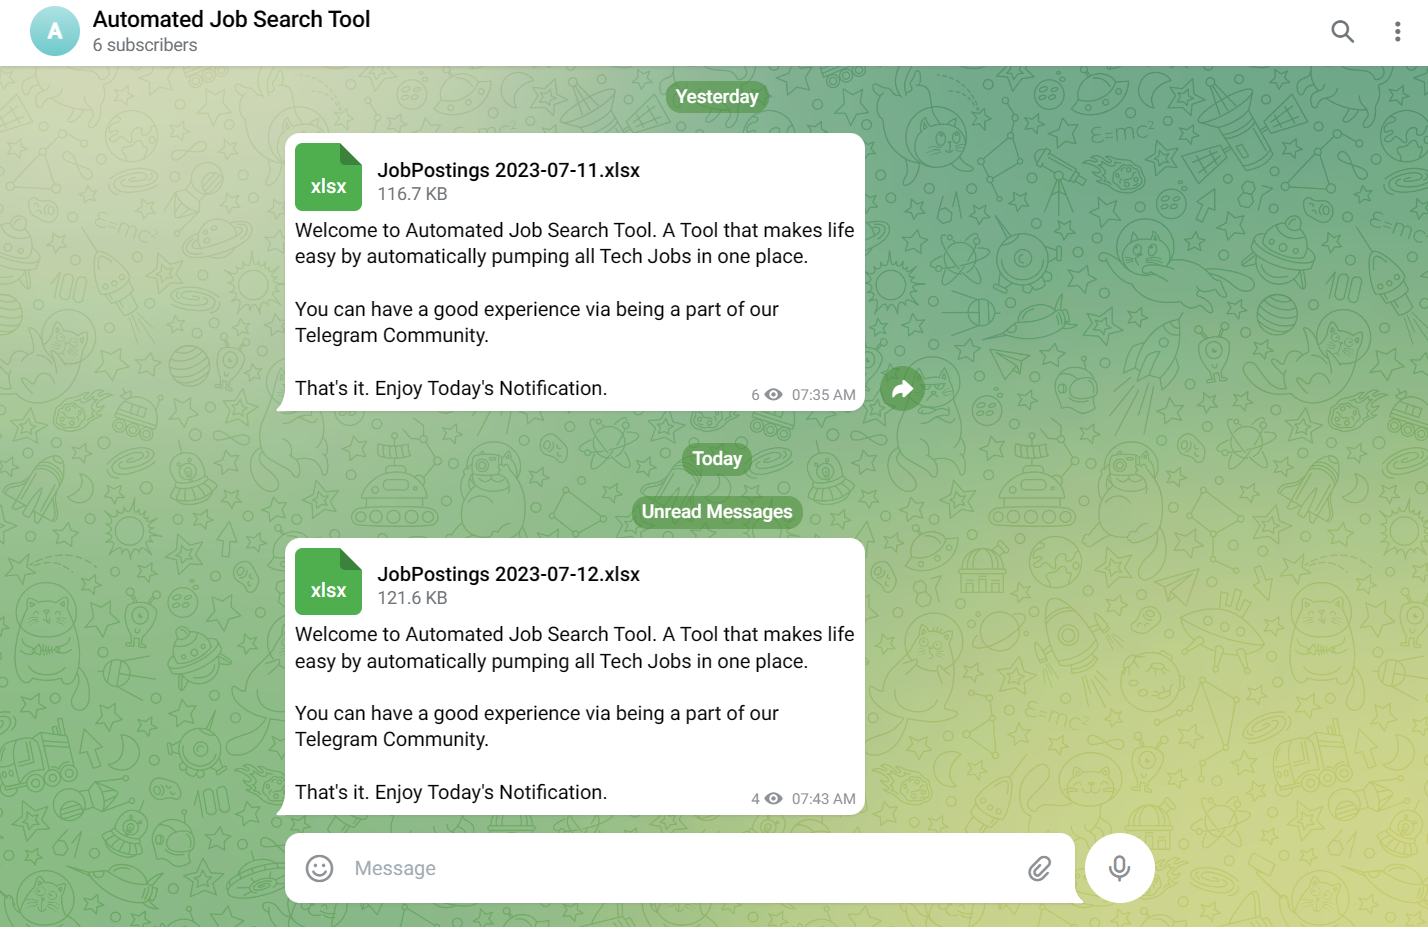 A
Automated Job Search Tool
6 subscribers
Yesterday
xlsx
JobPostings 2023-07-11.xlsx
116.7 KB
Welcome to Automated Job Search Tool. A Tool that makes life
easy by automatically pumping all Tech Jobs in one place.
You can have a good experience via being a part of our
Telegram Community.
That's it. Enjoy Today's Notification.
6 07:35 AM
Today
Unread Messages
xlsx
JobPostings 2023-07-12.xlsx
121.6 KB
Welcome to Automated Job Search Tool. A Tool that makes life
easy by automatically pumping all Tech Jobs in one place.
You can have a good experience via being a part of our
Telegram Community.
That's it. Enjoy Today's Notification.
4 07:43 AM
Message
E=mc²
E=mc²
E=mc²
E=mc²